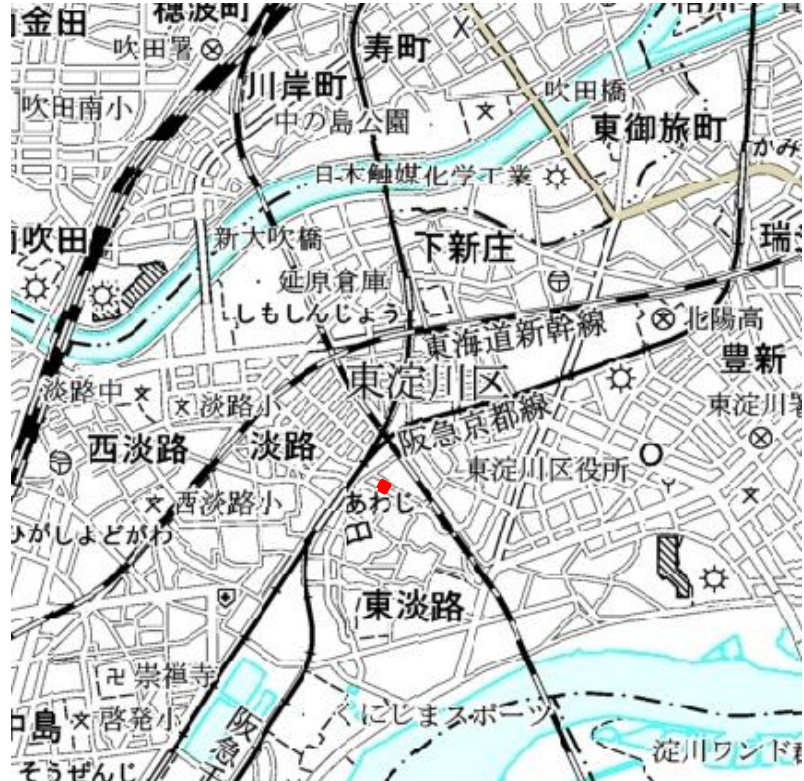 穂波町
金田
吹田署
寿町
川岸町
吹田橋
吹田南小
中の島公園
東御旅町
かみ
日本触媒化学工業
吹田
新大吹橋
下新庄
瑞
延原倉庫
しもしんじょう
東海道新幹線
北陽高
豊新
淡路中
淡路小
東淀川区
東淀川署
阪急京都線
西淡路
淡路
東淀川区役所
西淡路小
あわじ
ひがしよどがわ
東淡路
崇禅寺
啓発小
くにじまスポーツ
阪急
淀川ワンド
そうぜんじ